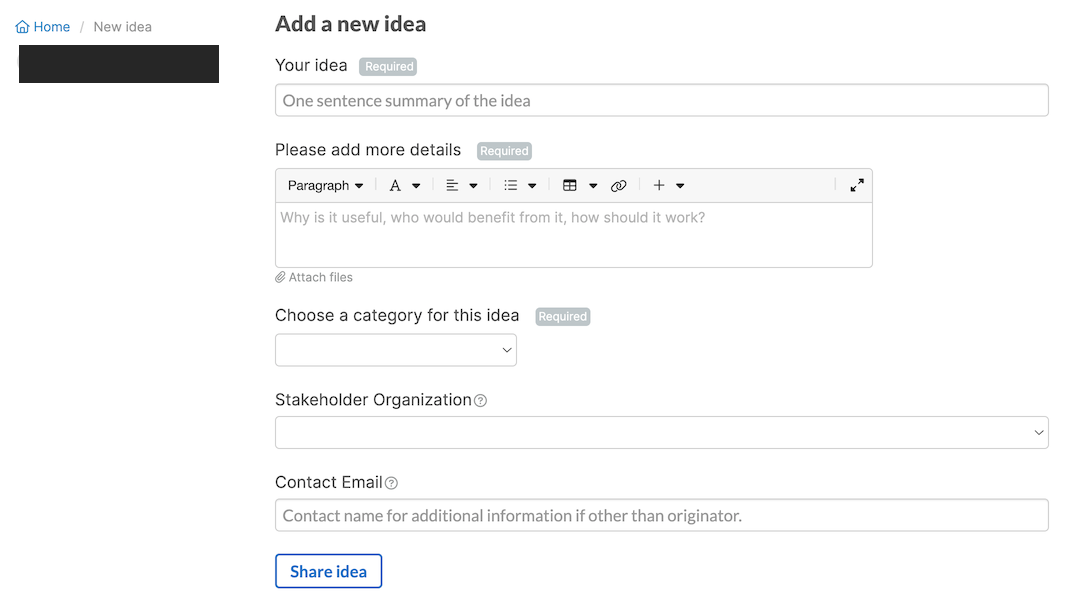 Home / New idea
Add a new idea
Your idea Required
One sentence summary of the idea
Please add more details Required
Paragraph A
Why is it useful, who would benefit from it, how should it work?
Attach files
Choose a category for this idea Required
Stakeholder Organization ?
Contact Email ?
Contact name for additional information if other than originator.
Share idea